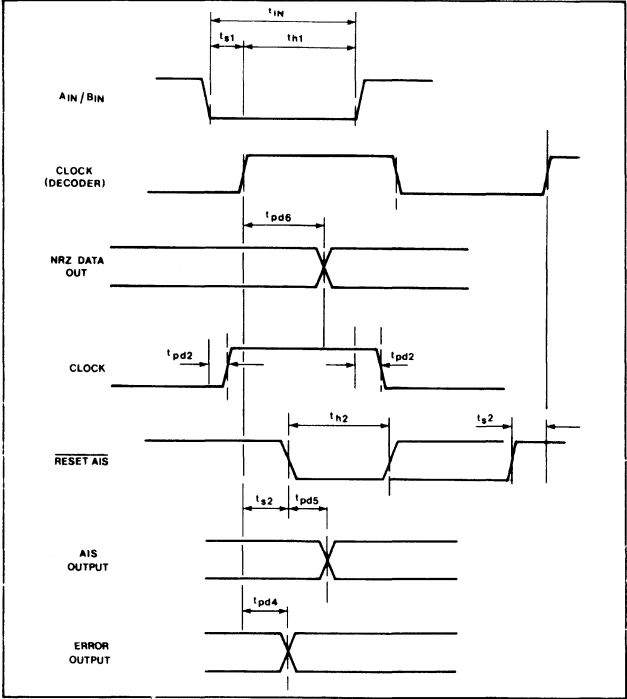 tIN
ts1 th1
AIN/BIN
CLOCK
(DECODER)
tpd6
NRZ DATA
OUT
tpd2
CLOCK
tpd2
th2
ts2
RESET AIS
ts2 tpd5
AIS
OUTPUT
tpd4
ERROR
OUTPUT